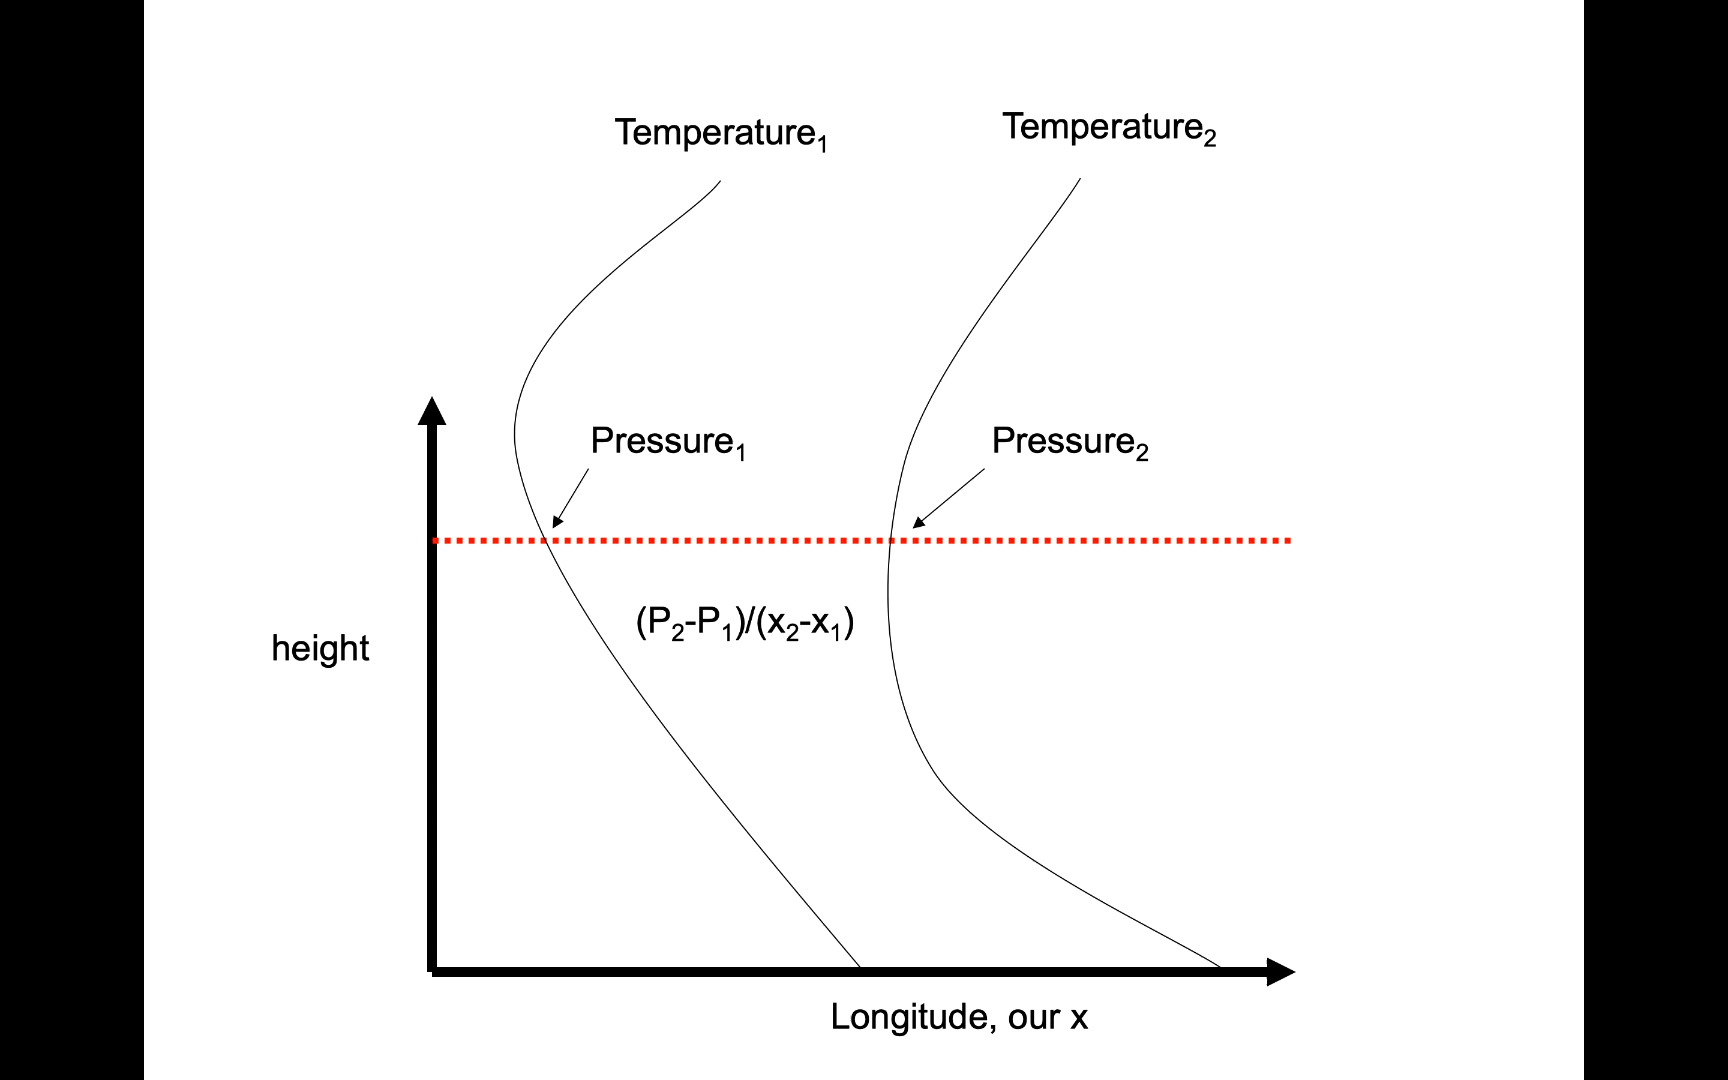 Temperature₁
Temperature₂
Pressure₁
Pressure₂
(P₂-P₁)/(x₂-x₁)
height
Longitude, our x